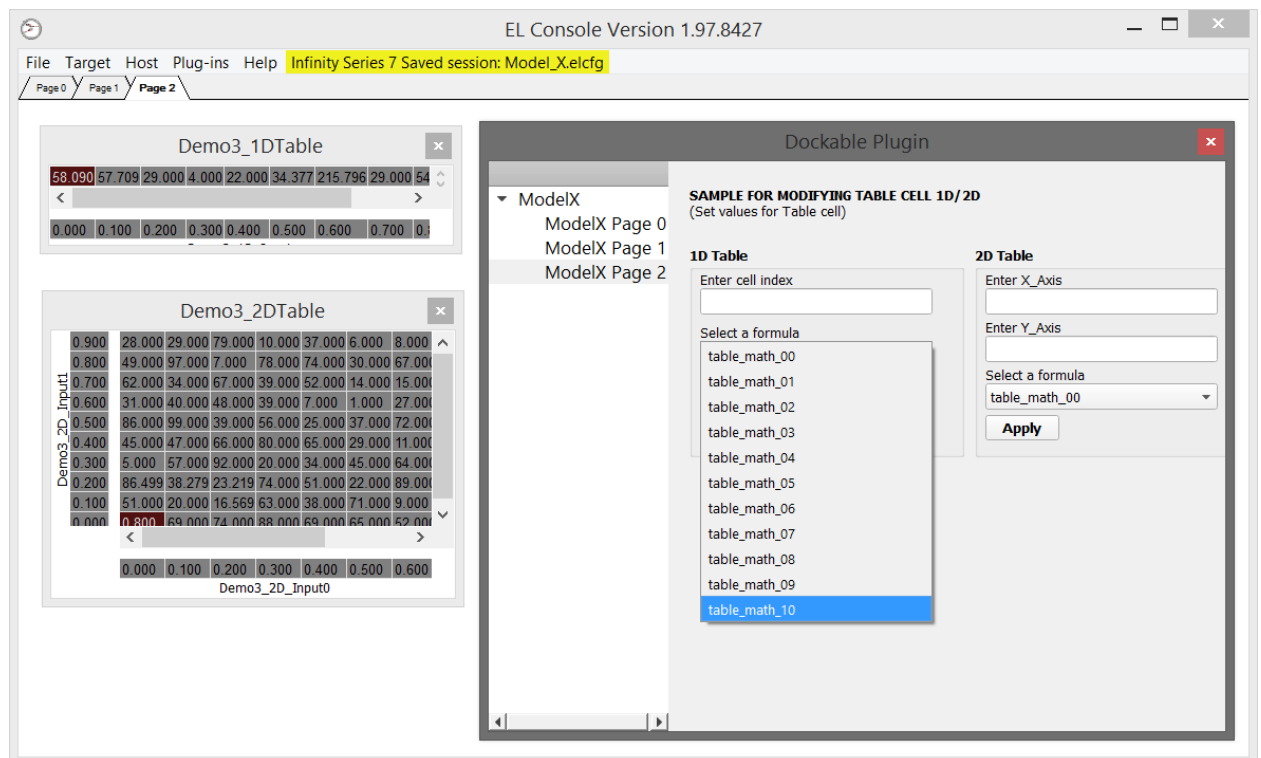 EL Console Version 1.97.8427
File Target Host Plug-ins Help Infinity Series 7 Saved session: Model_X.elcfg
Page 0 Page 1 Page 2
Demo3_1DTable
58.090 57.709 29.000 4.000 22.000 34.377 215.796 29.000 54
0.000 0.100 0.200 0.300 0.400 0.500 0.600 0.700
Demo3_2DTable
0.900 28.000 29.000 79.000 10.000 37.000 6.000 8.000
0.800 49.000 97.000 7.000 78.000 74.000 30.000 67.000
0.700 62.000 34.000 67.000 39.000 52.000 14.000 15.000
0.600 31.000 40.000 48.000 39.000 7.000 1.000 27.000
0.500 86.000 99.000 39.000 56.000 25.000 37.000 72.000
0.400 45.000 47.000 66.000 80.000 65.000 29.000 11.000
0.300 5.000 57.000 92.000 20.000 34.000 45.000 64.000
0.200 86.499 38.279 23.219 74.000 51.000 22.000 89.000
0.100 51.000 20.000 16.569 63.000 38.000 71.000 9.000
0.000 0.800 69.000 74.000 88.000 69.000 65.000 52.000
Demo3_2D_Input1
0.000 0.100 0.200 0.300 0.400 0.500 0.600
Demo3_2D_Input0
Dockable Plugin
ModelX
ModelX Page 0
ModelX Page 1
ModelX Page 2
SAMPLE FOR MODIFYING TABLE CELL 1D/2D
(Set values for Table cell)
1D Table
Enter cell index
Select a formula
table_math_00
table_math_01
table_math_02
table_math_03
table_math_04
table_math_05
table_math_06
table_math_07
table_math_08
table_math_09
table_math_10
2D Table
Enter X_Axis
Enter Y_Axis
Select a formula
table_math_00
Apply